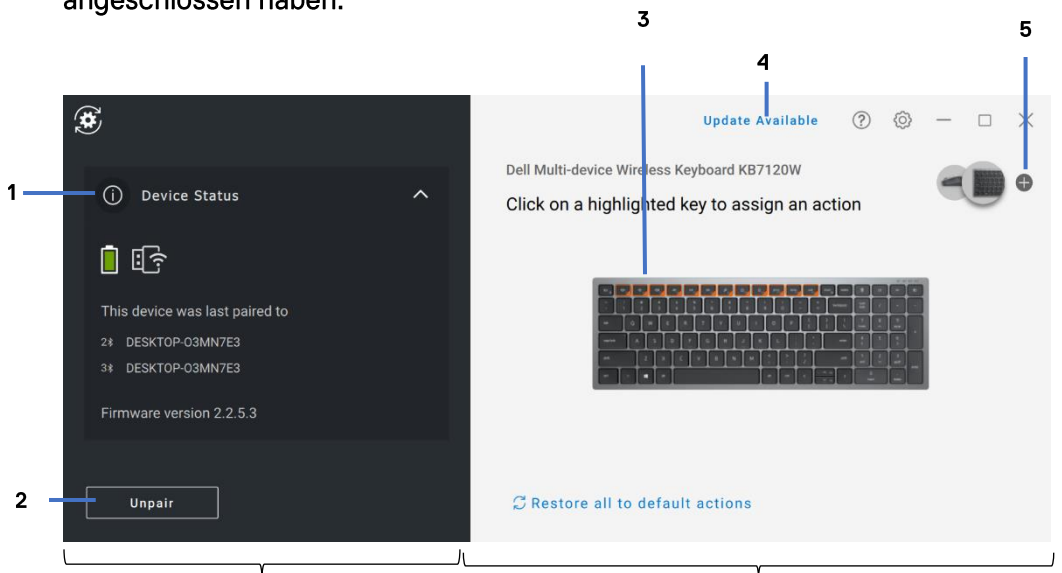 angeschlossen haben.
3
5
4
Update Available
Dell Multi-device Wireless Keyboard KB7120W
1
Device Status
Click on a highlighted key to assign an action
This device was last paired to
2 DESKTOP-O3MN7E3
3 DESKTOP-O3MN7E3
Firmware version 2.2.5.3
2
Unpair
Restore all to default actions